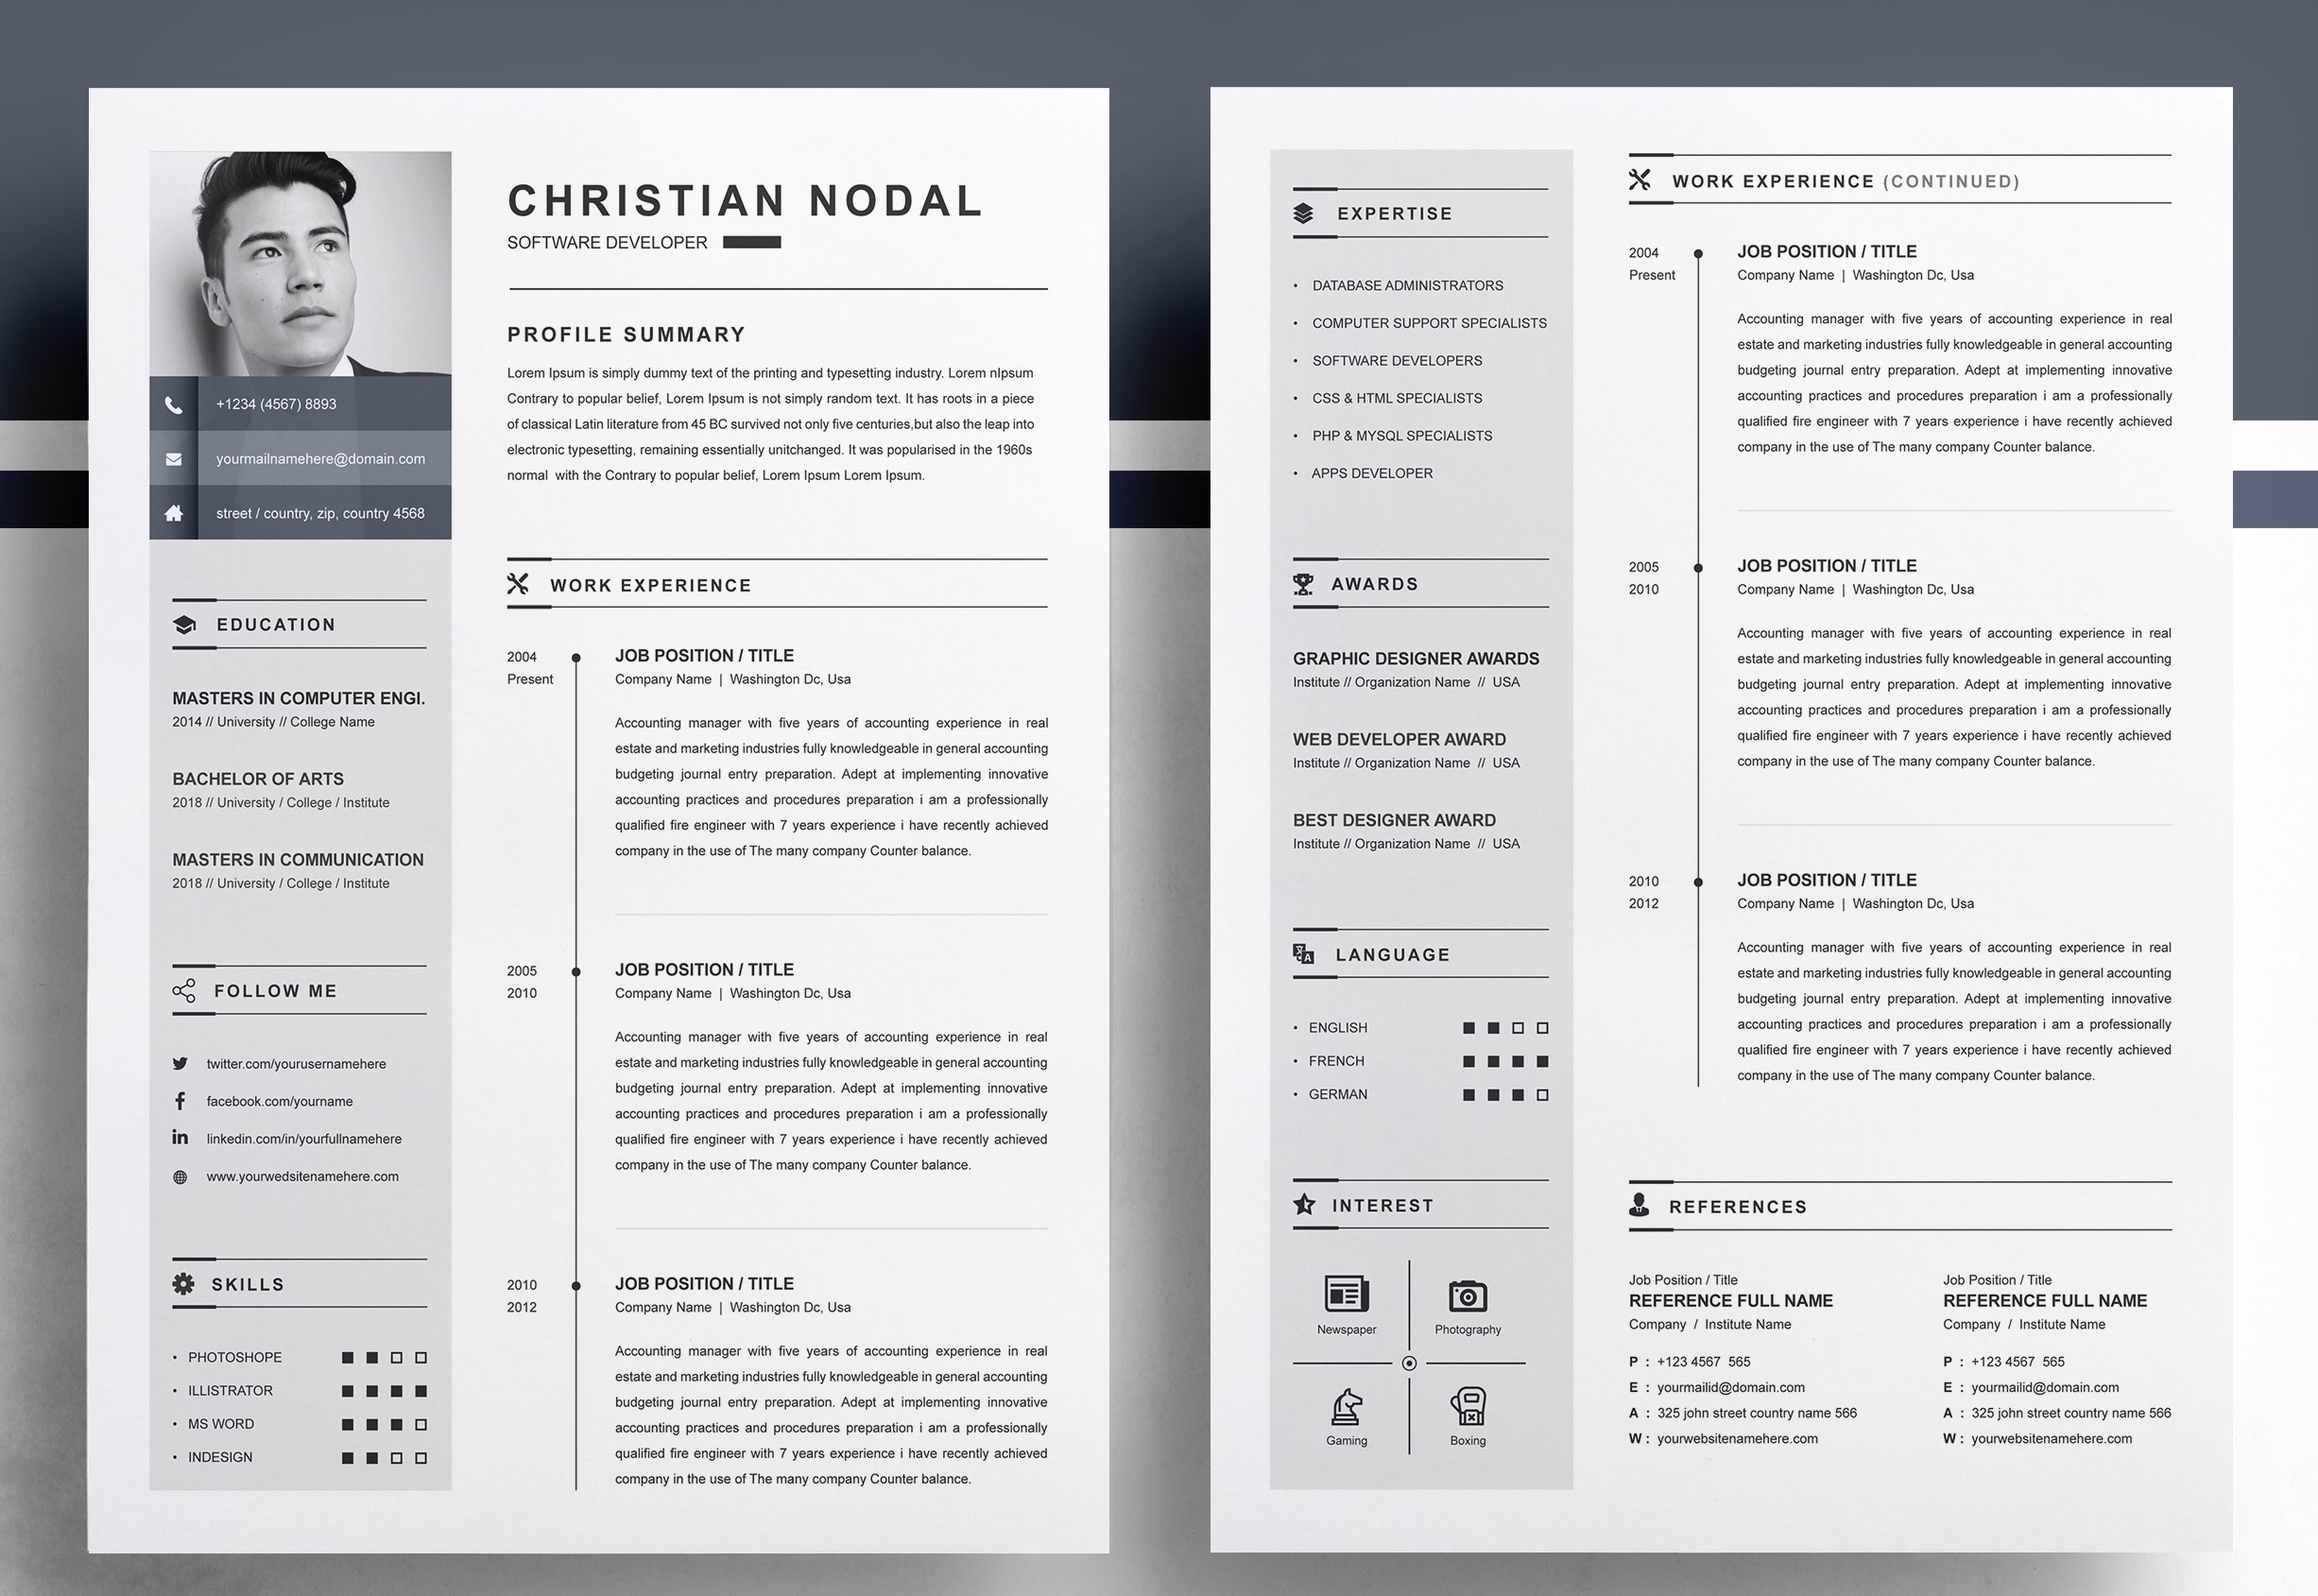 CHRISTIAN NODAL
SOFTWARE DEVELOPER
+1234 (4567) 8893
yourmailnamehere@domain.com
street / country, zip, country 4568
EDUCATION
MASTERS IN COMPUTER ENGI.
2014 // University // College Name
BACHELOR OF ARTS
2018 // University / College / Institute
MASTERS IN COMMUNICATION
2018 // University / College / Institute
FOLLOW ME
twitter.com/yourusernamehere
facebook.com/yourname
linkedin.com/in/yourfullnamehere
www.yourwedsitenamehere.com
SKILLS
• PHOTOSHOPE
• ILLISTRATOR
• MS WORD
• INDESIGN
PROFILE SUMMARY
Lorem Ipsum is simply dummy text of the printing and typesetting industry. Lorem nIpsum
Contrary to popular belief, Lorem Ipsum is not simply random text. It has roots in a piece
of classical Latin literature from 45 BC survived not only five centuries,but also the leap into
electronic typesetting, remaining essentially unitchanged. It was popularised in the 1960s
normal with the Contrary to popular belief, Lorem Ipsum Lorem Ipsum.
WORK EXPERIENCE
2004
Present
JOB POSITION / TITLE
Company Name | Washington Dc, Usa
Accounting manager with five years of accounting experience in real
estate and marketing industries fully knowledgeable in general accounting
budgeting journal entry preparation. Adept at implementing innovative
accounting practices and procedures preparation i am a professionally
qualified fire engineer with 7 years experience i have recently achieved
company in the use of The many company Counter balance.
2005
2010
JOB POSITION / TITLE
Company Name | Washington Dc, Usa
Accounting manager with five years of accounting experience in real
estate and marketing industries fully knowledgeable in general accounting
budgeting journal entry preparation. Adept at implementing innovative
accounting practices and procedures preparation i am a professionally
qualified fire engineer with 7 years experience i have recently achieved
company in the use of The many company Counter balance.
2010
2012
JOB POSITION / TITLE
Company Name | Washington Dc, Usa
Accounting manager with five years of accounting experience in real
estate and marketing industries fully knowledgeable in general accounting
budgeting journal entry preparation. Adept at implementing innovative
accounting practices and procedures preparation i am a professionally
qualified fire engineer with 7 years experience i have recently achieved
company in the use of The many company Counter balance.
EXPERTISE
• DATABASE ADMINISTRATORS
• COMPUTER SUPPORT SPECIALISTS
• SOFTWARE DEVELOPERS
• CSS & HTML SPECIALISTS
• PHP & MYSQL SPECIALISTS
• APPS DEVELOPER
AWARDS
GRAPHIC DESIGNER AWARDS
Institute // Organization Name // USA
WEB DEVELOPER AWARD
Institute // Organization Name // USA
BEST DESIGNER AWARD
Institute // Organization Name // USA
LANGUAGE
• ENGLISH
• FRENCH
• GERMAN
INTEREST
Newspaper
Photography
Gaming
Boxing
WORK EXPERIENCE (CONTINUED)
2004
Present
JOB POSITION / TITLE
Company Name | Washington Dc, Usa
Accounting manager with five years of accounting experience in real
estate and marketing industries fully knowledgeable in general accounting
budgeting journal entry preparation. Adept at implementing innovative
accounting practices and procedures preparation i am a professionally
qualified fire engineer with 7 years experience i have recently achieved
company in the use of The many company Counter balance.
2005
2010
JOB POSITION / TITLE
Company Name | Washington Dc, Usa
Accounting manager with five years of accounting experience in real
estate and marketing industries fully knowledgeable in general accounting
budgeting journal entry preparation. Adept at implementing innovative
accounting practices and procedures preparation i am a professionally
qualified fire engineer with 7 years experience i have recently achieved
company in the use of The many company Counter balance.
2010
2012
JOB POSITION / TITLE
Company Name | Washington Dc, Usa
Accounting manager with five years of accounting experience in real
estate and marketing industries fully knowledgeable in general accounting
budgeting journal entry preparation. Adept at implementing innovative
accounting practices and procedures preparation i am a professionally
qualified fire engineer with 7 years experience i have recently achieved
company in the use of The many company Counter balance.
REFERENCES
Job Position / Title
REFERENCE FULL NAME
Company / Institute Name
P : +123 4567 565
E : yourmailid@domain.com
A : 325 john street country name 566
W : yourwebsitenamehere.com
Job Position / Title
REFERENCE FULL NAME
Company / Institute Name
P : +123 4567 565
E : yourmailid@domain.com
A : 325 john street country name 566
W : yourwebsitenamehere.com